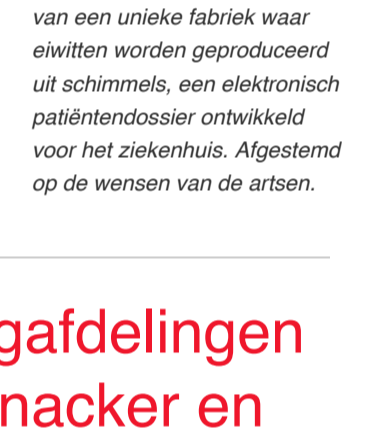 van een unieke fabriek waar
eiwitten worden geproduceerd
uit schimmels, een elektronisch
patiëntendossier ontwikkeld
voor het ziekenhuis. Afgestemd
op de wensen van de artsen.
gafdelingen
nacker en